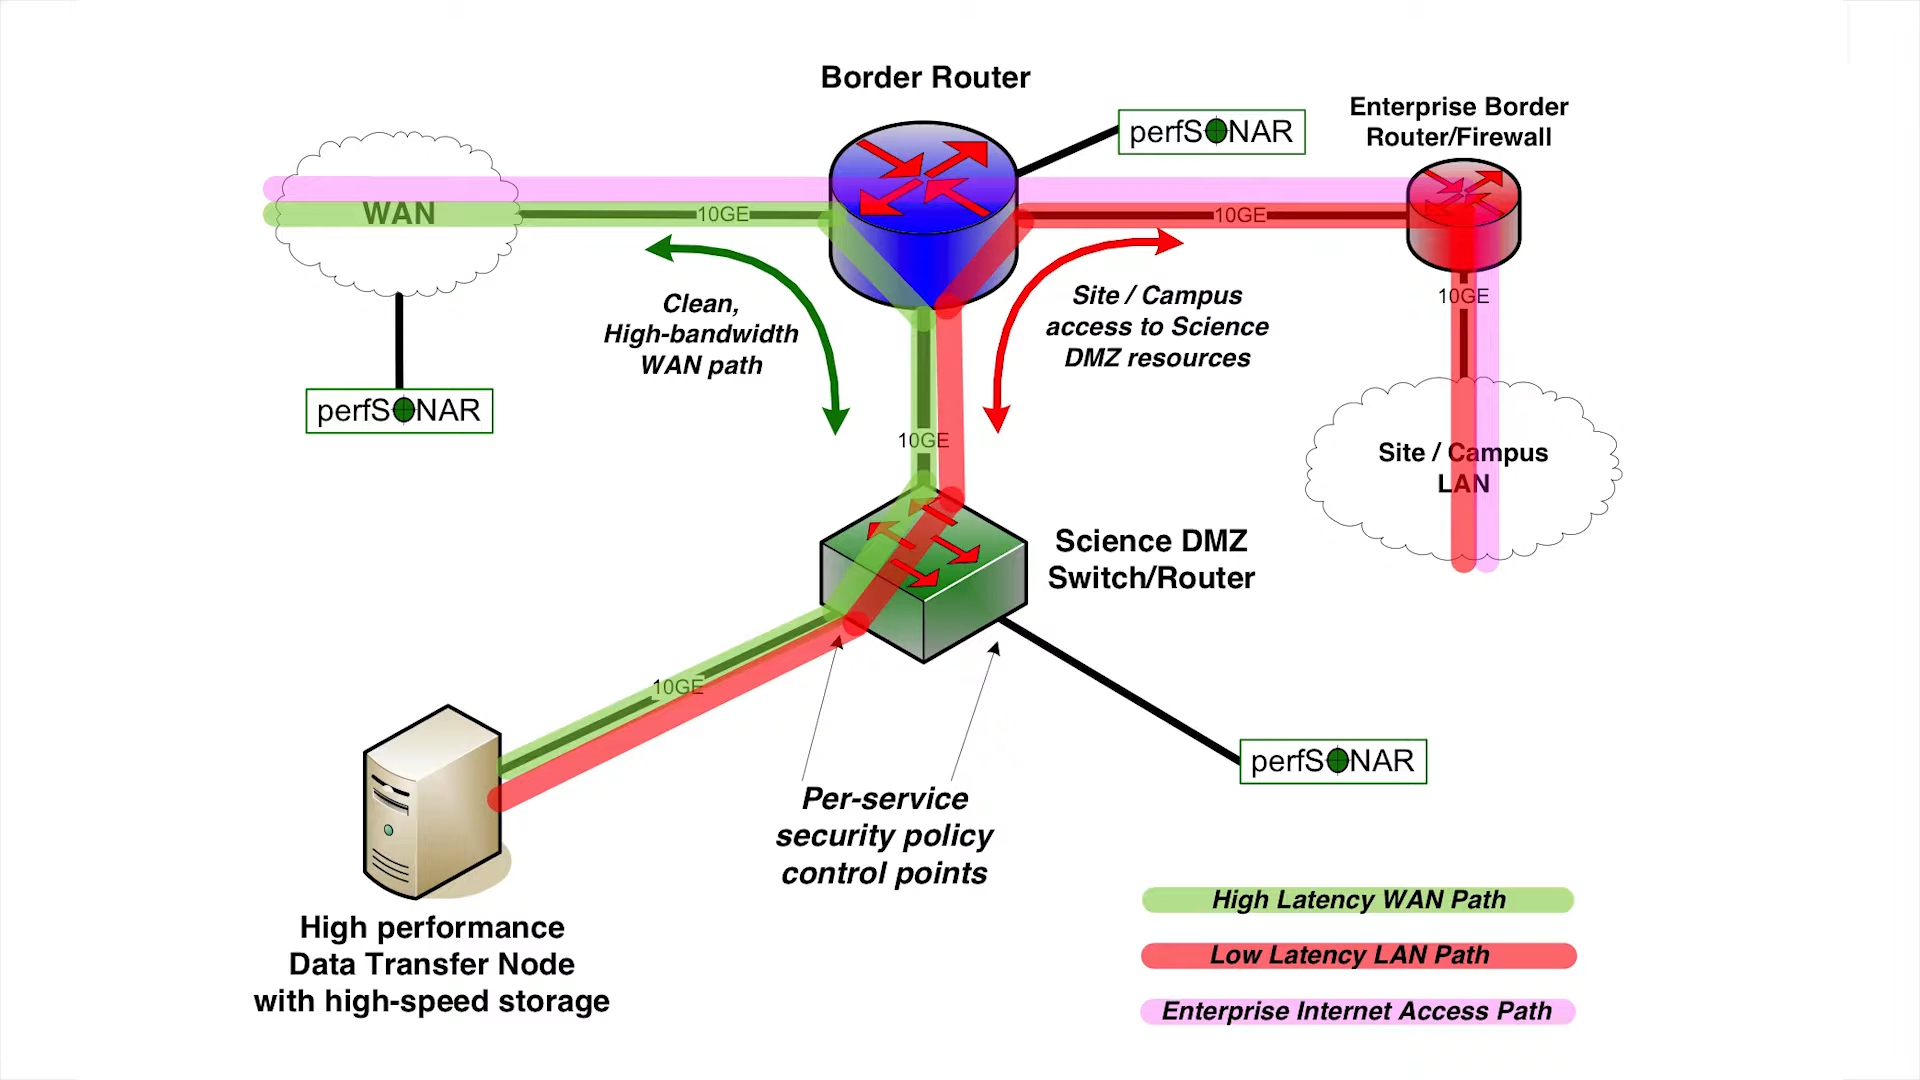 Border Router
perfSONAR
Enterprise Border
Router/Firewall
WAN
10GE
10GE
10GE
Clean,
High-bandwidth
WAN path
Site / Campus
access to Science
DMZ resources
perfSONAR
10GE
Site / Campus
LAN
Science DMZ
Switch/Router
10GE
perfSONAR
Per-service
security policy
control points
High performance
Data Transfer Node
with high-speed storage
High Latency WAN Path
Low Latency LAN Path
Enterprise Internet Access Path